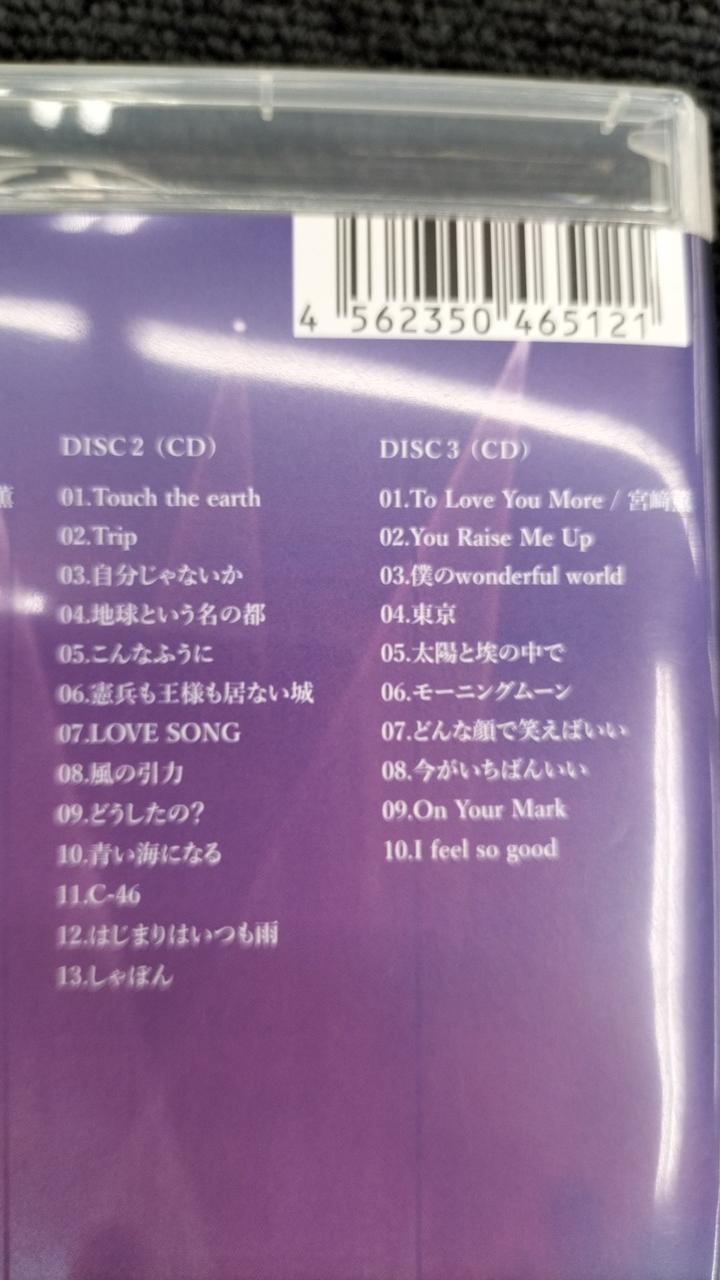 4 562350 465121
薫
DISC 2 (CD)
01.Touch the earth
02.Trip
03.自分じゃないか
04.地球という名の都
05.こんなふうに
06.憲兵も王様も居ない城
07.LOVE SONG
08.風の引力
09.どうしたの?
10.青い海になる
11.C-46
12.はじまりはいつも雨
13.しゃぼん
DISC 3 (CD)
01.To Love You More / 宮﨑薫
02.You Raise Me Up
03.僕のwonderful world
04.東京
05.太陽と埃の中で
06.モーニングムーン
07.どんな顔で笑えばいい
08.今がいちばんいい
09.On Your Mark
10.I feel so good